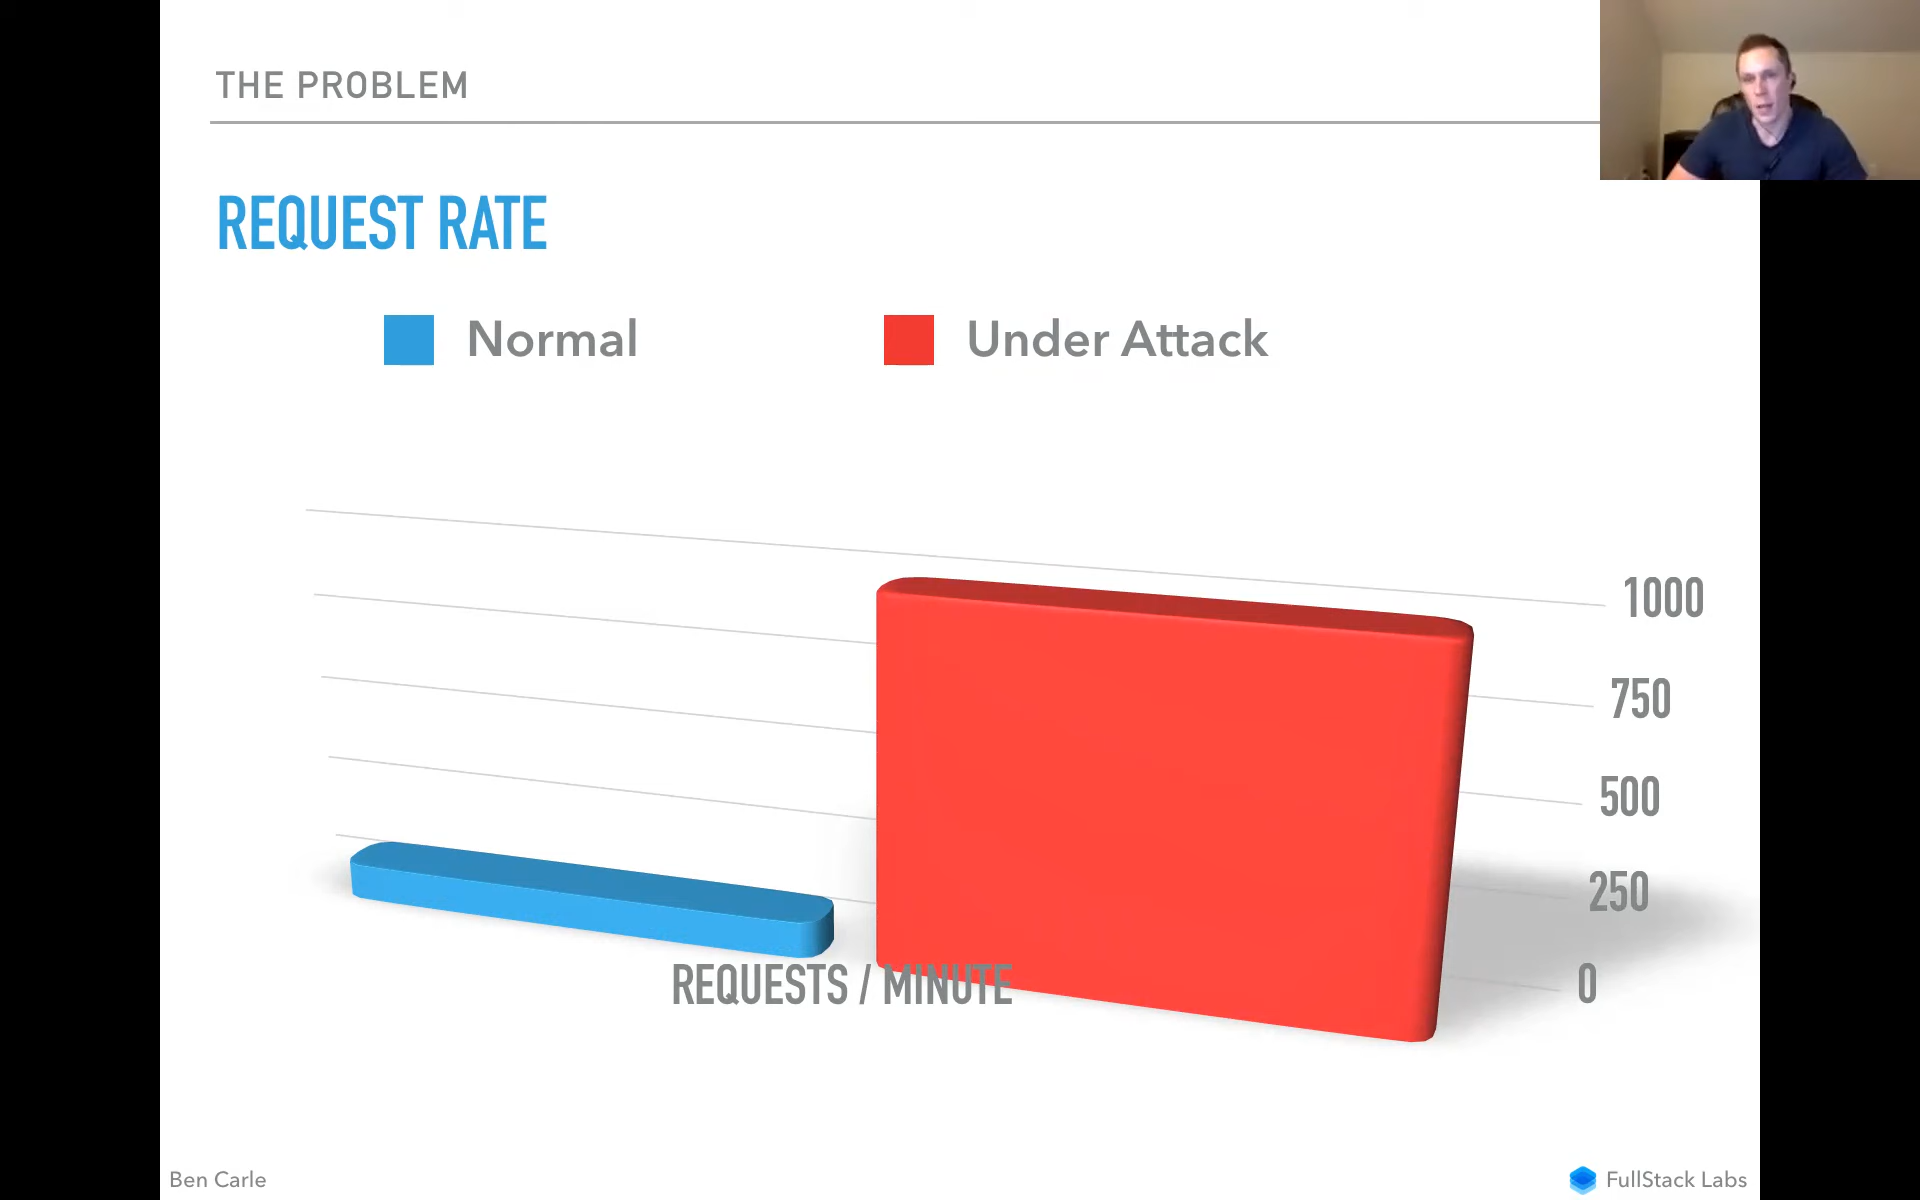 THE PROBLEM
REQUEST RATE
Normal
Under Attack
1000
750
500
250
0
REQUESTS / MINUTE
Ben Carle
FullStack Labs